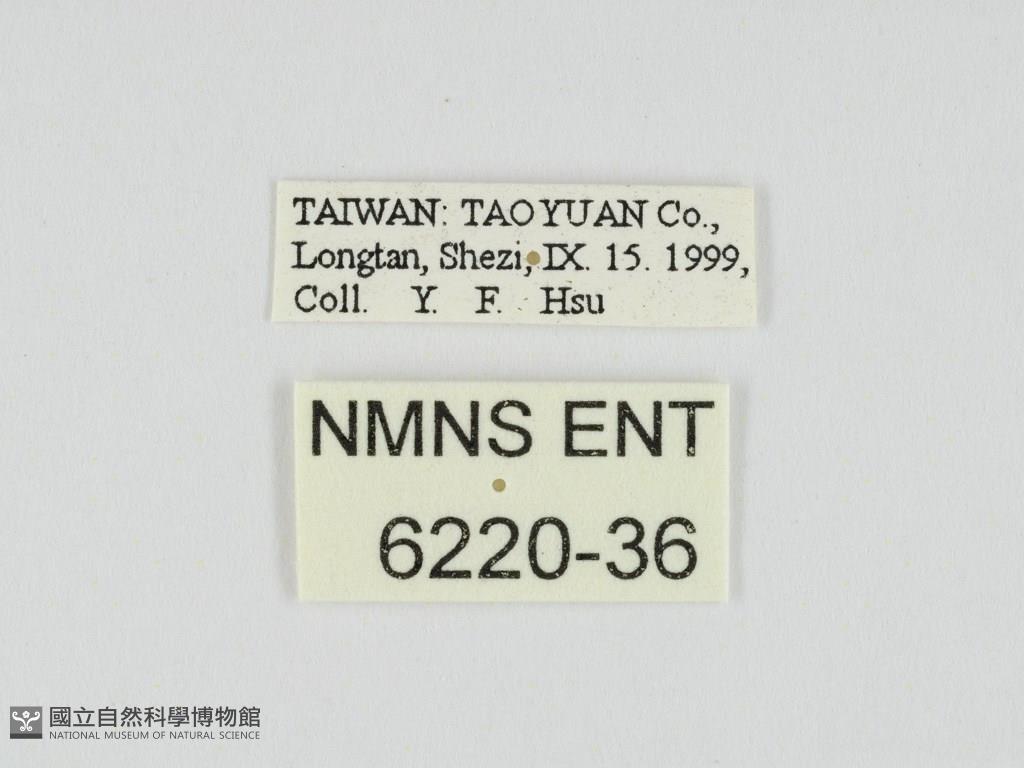 TAIWAN: TAOYUAN Co.,
Longtan, Shezi, IX. 15. 1999,
Coll. Y. F. Hsu
NMNS ENT
6220-36
國立自然科學博物館
NATIONAL MUSEUM OF NATURAL SCIENCE